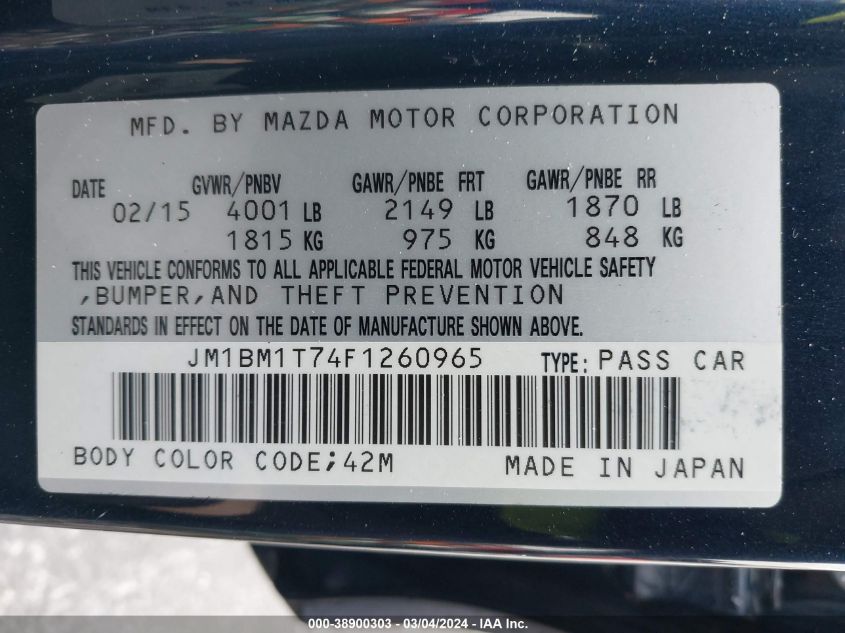 MFD. BY MAZDA MOTOR CORPORATION
DATE GVWR/PNBV GAWR/PNBE FRT GAWR/PNBE RR
02/15 4001 LB 2149 LB 1870 LB
1815 KG 975 KG 848 KG
THIS VEHICLE CONFORMS TO ALL APPLICABLE FEDERAL MOTOR VEHICLE SAFETY
,BUMPER,AND THEFT PREVENTION
STANDARDS IN EFFECT ON THE DATE OF MANUFACTURE SHOWN ABOVE.
JM1BM1T74F1260965 TYPE: PASS CAR
BODY COLOR CODE;42M MADE IN JAPAN
000-38900303 - 03/04/2024 - IAA Inc.